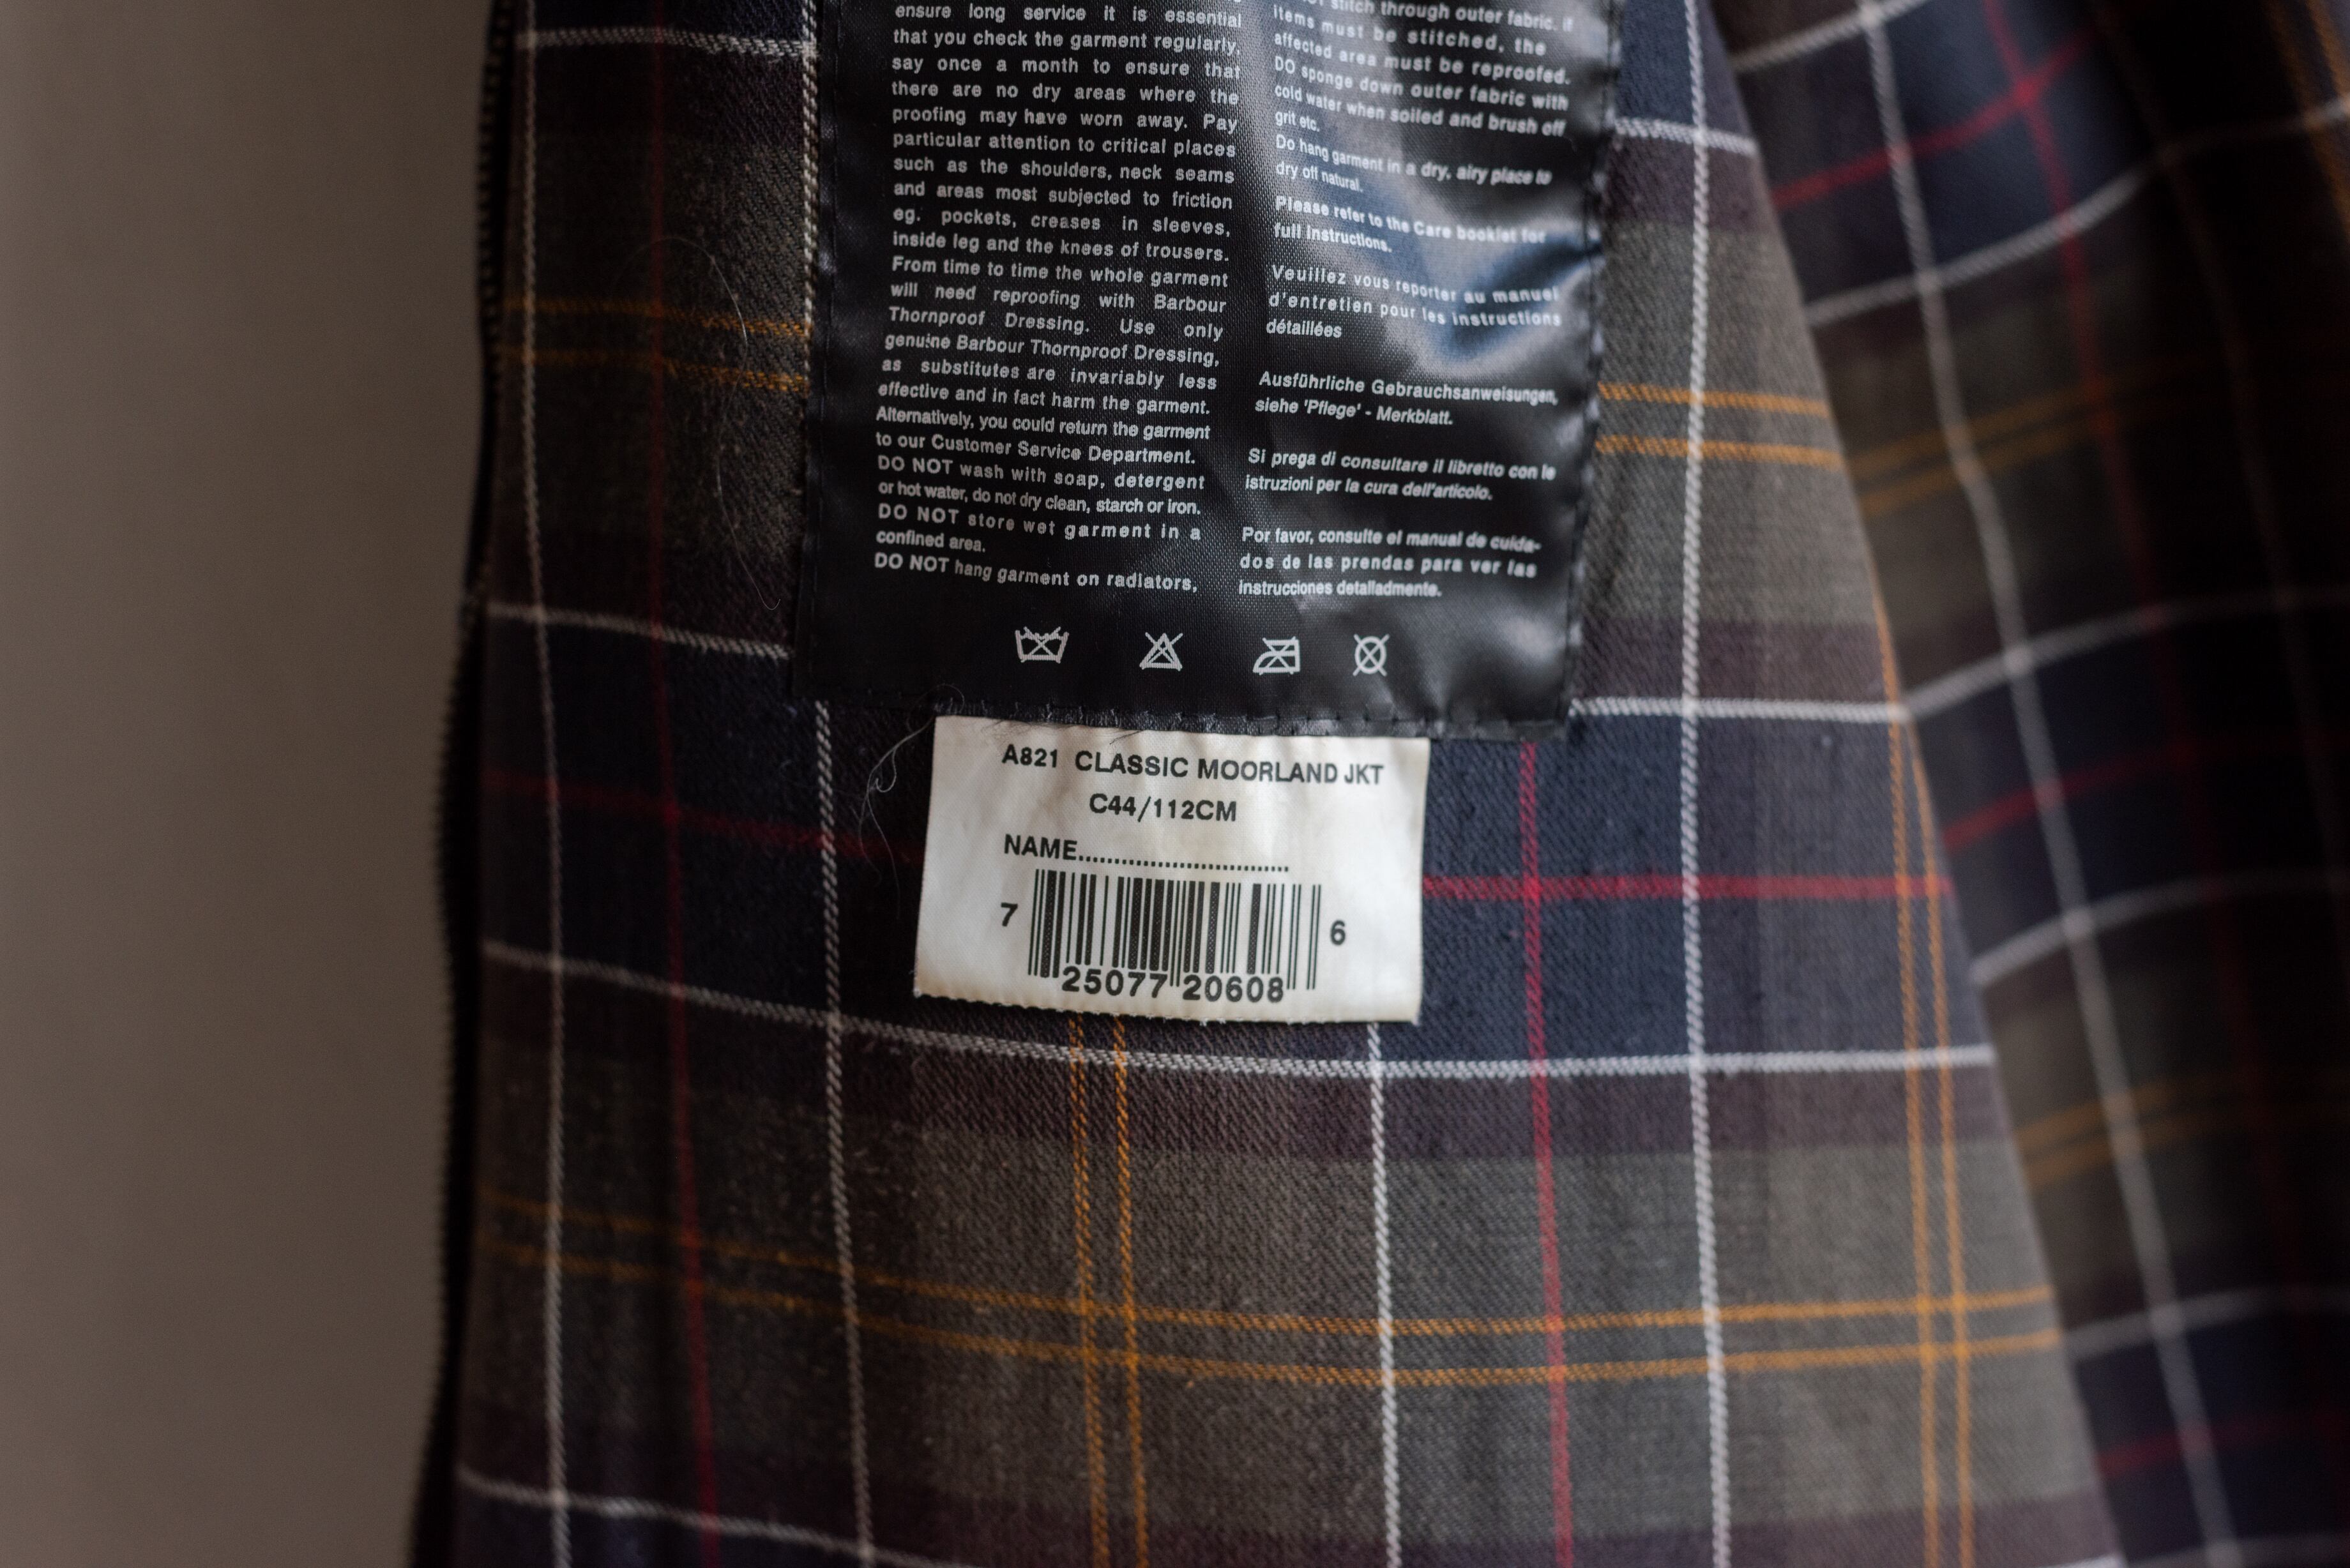 ensure long service it is essential
that you check the garment regularly,
say once a month to ensure that
there are no dry areas where the
proofing may have worn away. Pay
particular attention to critical places
such as the shoulders, neck seams
and areas most subjected to friction
eg. pockets, creases in sleeves,
inside leg and the knees of trousers.
From time to time the whole garment
will need reproofing with Barbour
Thornproof Dressing. Use only
genuine Barbour Thornproof Dressing,
as substitutes are invariably less
effective and in fact harm the garment.
Alternatively, you could return the garment
to our Customer Service Department.
DO NOT wash with soap, detergent
or hot water, do not dry clean, starch or iron.
DO NOT store wet garment in a
confined area.
DO NOT hang garment on radiators,
stitch through outer fabric. If
items must be stitched, the
affected area must be reproofed.
DO sponge down outer fabric with
cold water when soiled and brush off
grit etc.
Do hang garment in a dry, airy place to
dry off natural.
Please refer to the Care booklet for
full instructions.
Veuillez vous reporter au manuel
d'entretien pour les instructions
détaillées
Ausführliche Gebrauchsanweisungen,
siehe 'Pflege' - Merkblatt.
Si prega di consultare il libretto con le
istruzioni per la cura dell'articolo.
Por favor, consulte el manual de cuida-
dos de las prendas para ver las
instrucciones detalladmente.
A821 CLASSIC MOORLAND JKT
C44/112CM
NAME..............................
7 25077 20608 6